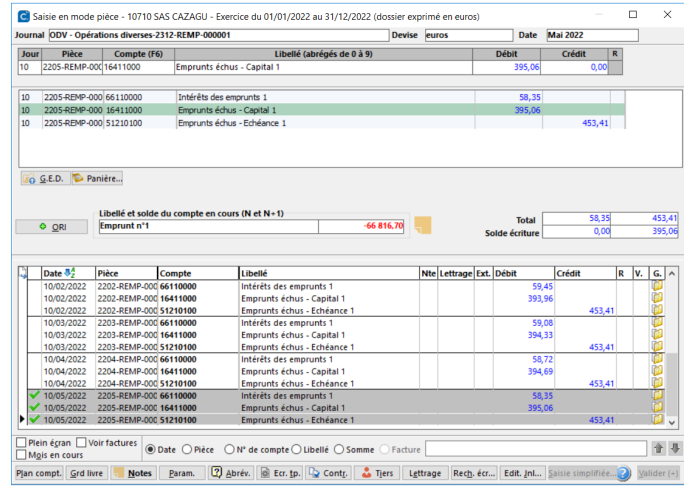 Saisie en mode pièce - 10710 SAS CAZAGU - Exercice du 01/01/2022 au 31/12/2022 (dossier exprimé en euros)
Journal ODV - Opérations diverses-2312-REMP-000001 Devise euros Date Mai 2022
Jour Pièce Compte (F6) Libellé (abrégés de 0 à 9) Débit Crédit R
10 2205-REMP-000 16411000 Emprunts échus - Capital 1 395,06 0,00
10 2205-REMP-000 66110000 Intérêts des emprunts 1 58,35
10 2205-REMP-000 16411000 Emprunts échus - Capital 1 395,06
10 2205-REMP-000 51210100 Emprunts échus - Echéance 1 453,41
G.E.D. Panière...
Libellé et solde du compte en cours (N et N+1)
ORI Emprunt n°1 -66 816,70
Total 58,35 453,41
Solde écriture 0,00 395,06
Date Pièce Compte Libellé Nte Lettrage Ext. Débit Crédit R V. G.
10/02/2022 2202-REMP-000 66110000 Intérêts des emprunts 1 59,45
10/02/2022 2202-REMP-000 16411000 Emprunts échus - Capital 1 393,96
10/02/2022 2202-REMP-000 51210100 Emprunts échus - Echéance 1 453,41
10/03/2022 2203-REMP-000 66110000 Intérêts des emprunts 1 59,08
10/03/2022 2203-REMP-000 16411000 Emprunts échus - Capital 1 394,33
10/03/2022 2203-REMP-000 51210100 Emprunts échus - Echéance 1 453,41
10/04/2022 2204-REMP-000 66110000 Intérêts des emprunts 1 58,72
10/04/2022 2204-REMP-000 16411000 Emprunts échus - Capital 1 394,69
10/04/2022 2204-REMP-000 51210100 Emprunts échus - Echéance 1 453,41
10/05/2022 2205-REMP-000 66110000 Intérêts des emprunts 1 58,35
10/05/2022 2205-REMP-000 16411000 Emprunts échus - Capital 1 395,06
10/05/2022 2205-REMP-000 51210100 Emprunts échus - Echéance 1 453,41
Plein écran Voir factures
Mois en cours
Date Pièce N° de compte Libellé Somme Facture
Plan compt. Grd livre Notes Param. Abrév. Ecr. tp. Contr. Tiers Lettrage Rech. écr... Edit. Jnl... Saisie simplifiée... Valider (+)